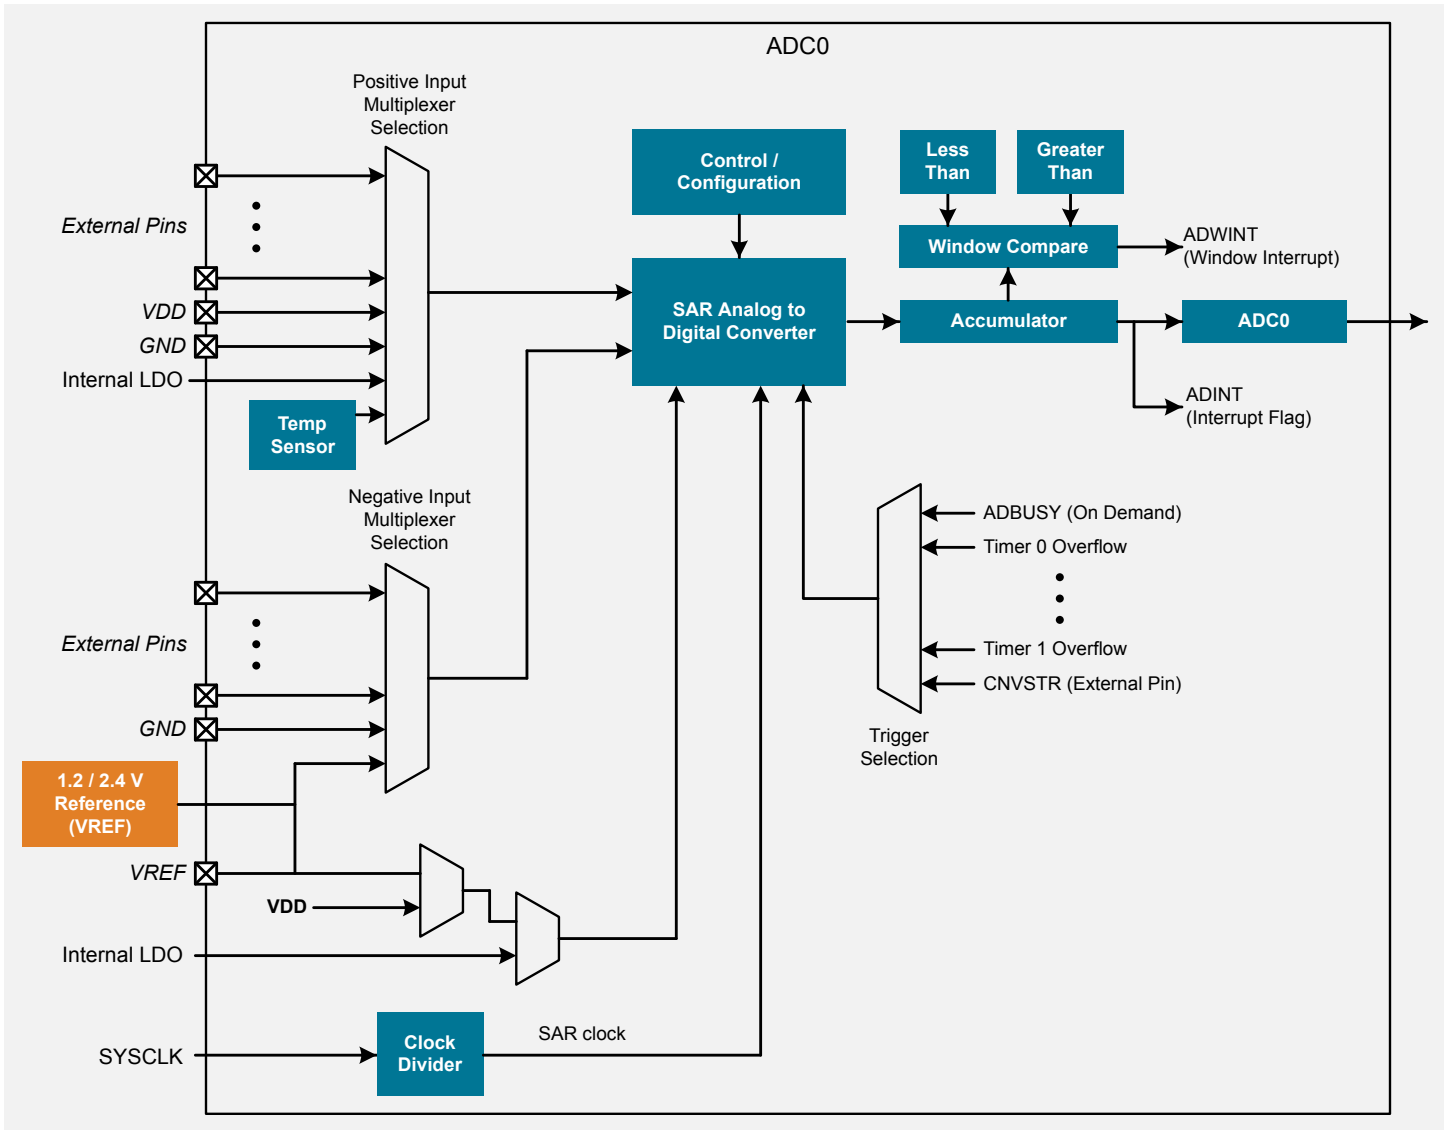 ADC0
Positive Input
Multiplexer
Selection
External Pins
VDD
GND
Internal LDO
Temp
Sensor
Control /
Configuration
SAR Analog to
Digital Converter
Less
Than
Greater
Than
Window Compare
ADWINT
(Window Interrupt)
Accumulator
ADC0
ADINT
(Interrupt Flag)
Negative Input
Multiplexer
Selection
External Pins
GND
1.2 / 2.4 V
Reference
(VREF)
VREF
VDD
Internal LDO
ADBUSY (On Demand)
Timer 0 Overflow
Timer 1 Overflow
CNVSTR (External Pin)
Trigger
Selection
SYSCLK
Clock
Divider
SAR clock